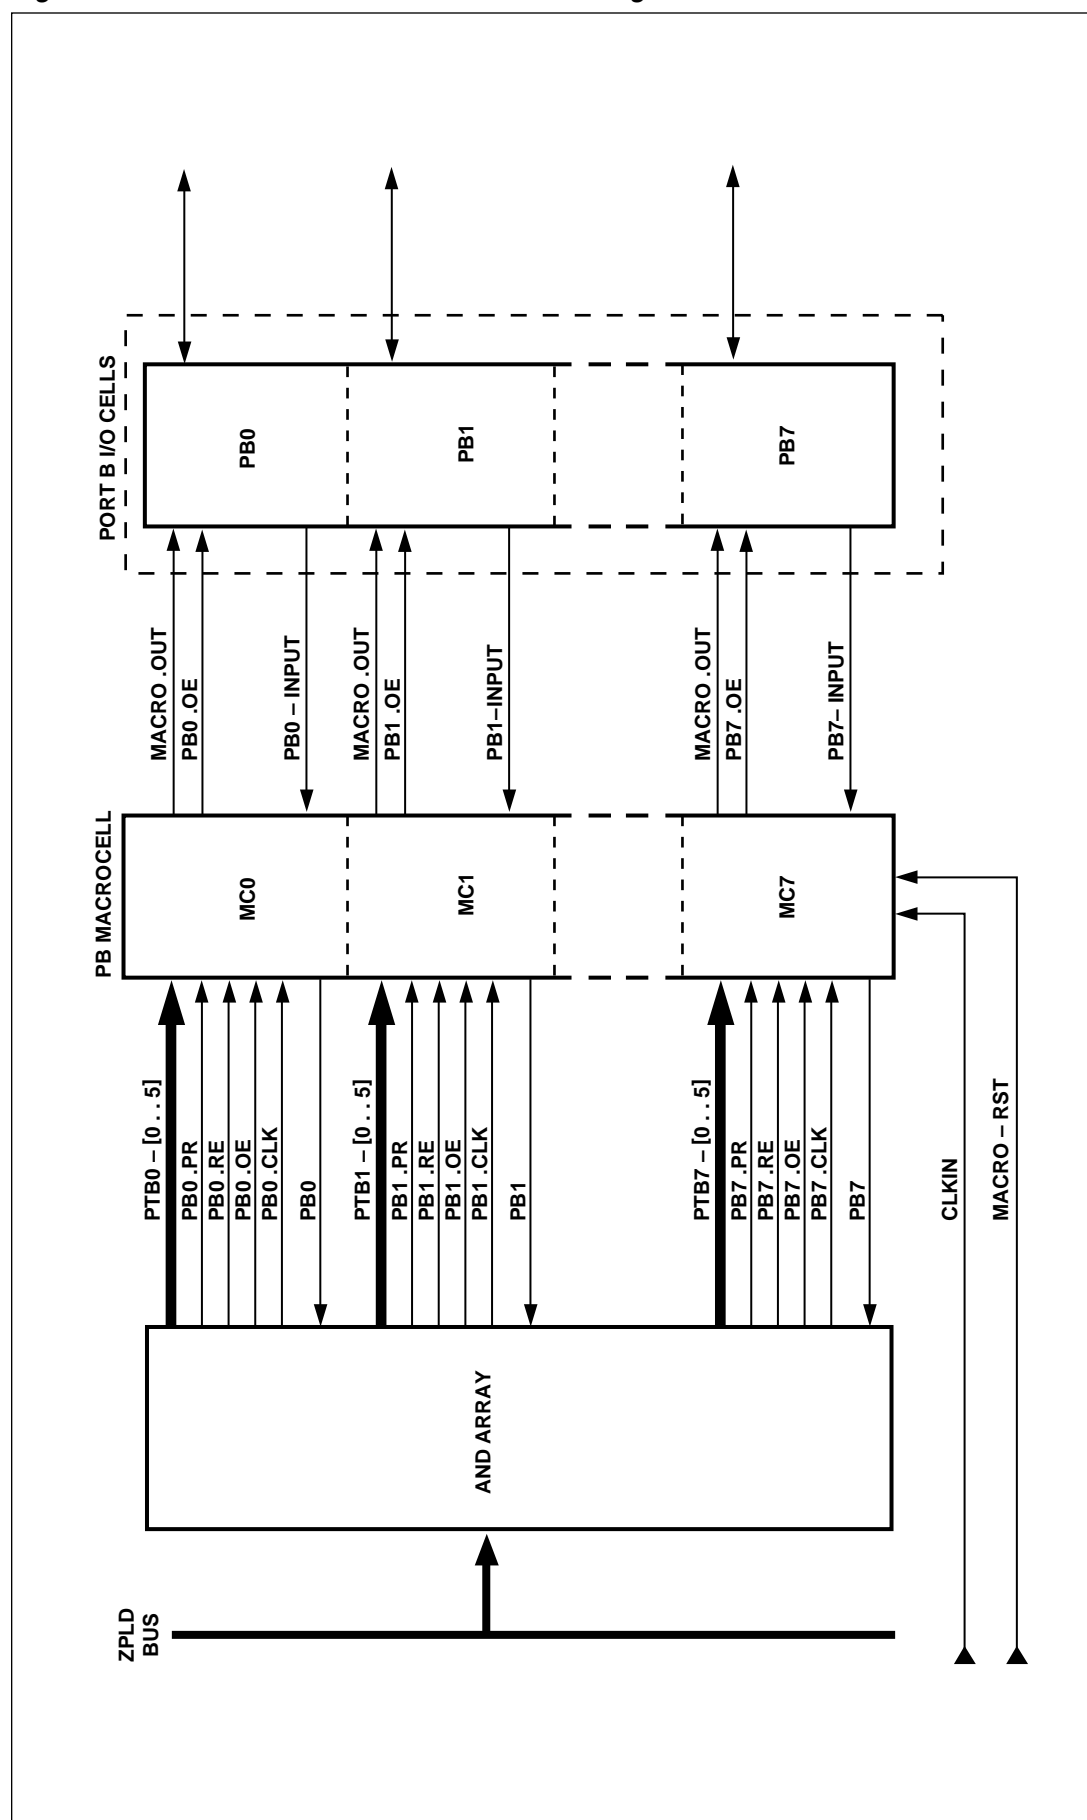 PORT B I/O CELLS
PB0
PB1
PB7
MACRO .OUT
PB0 .OE
PB0 – INPUT
MACRO .OUT
PB1 .OE
PB1–INPUT
MACRO .OUT
PB7 .OE
PB7– INPUT
PB MACROCELL
MC0
MC1
MC7
PTB0 – [0 . . 5]
PB0 .PR
PB0 .RE
PB0 .OE
PB0 .CLK
PB0
PTB1 – [0 . . 5]
PB1 .PR
PB1 .RE
PB1 .OE
PB1 .CLK
PB1
PTB7 – [0 . . 5]
PB7 .PR
PB7 .RE
PB7 .OE
PB7 .CLK
PB7
CLKIN
MACRO – RST
AND ARRAY
ZPLD
BUS